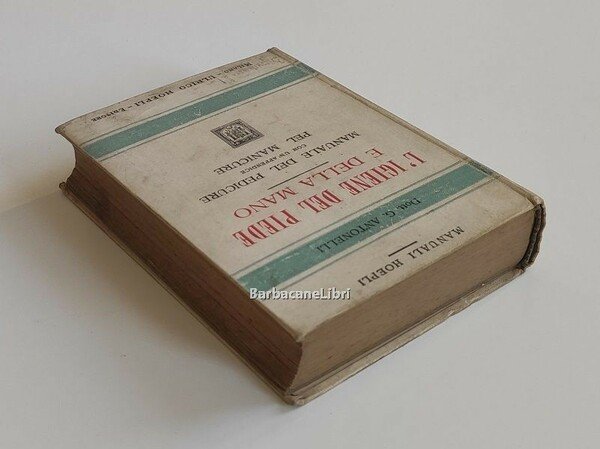 MANUALI HOEPLI
Dott. G. ANTONELLI
L'IGIENE DEL PIEDE
E DELLA MANO
MANUALE DEL PEDICURE
CON UN'APPENDICE
PEL MANICURE
MILANO - ULRICO HOEPLI - EDITORE
BarbacaneLibri